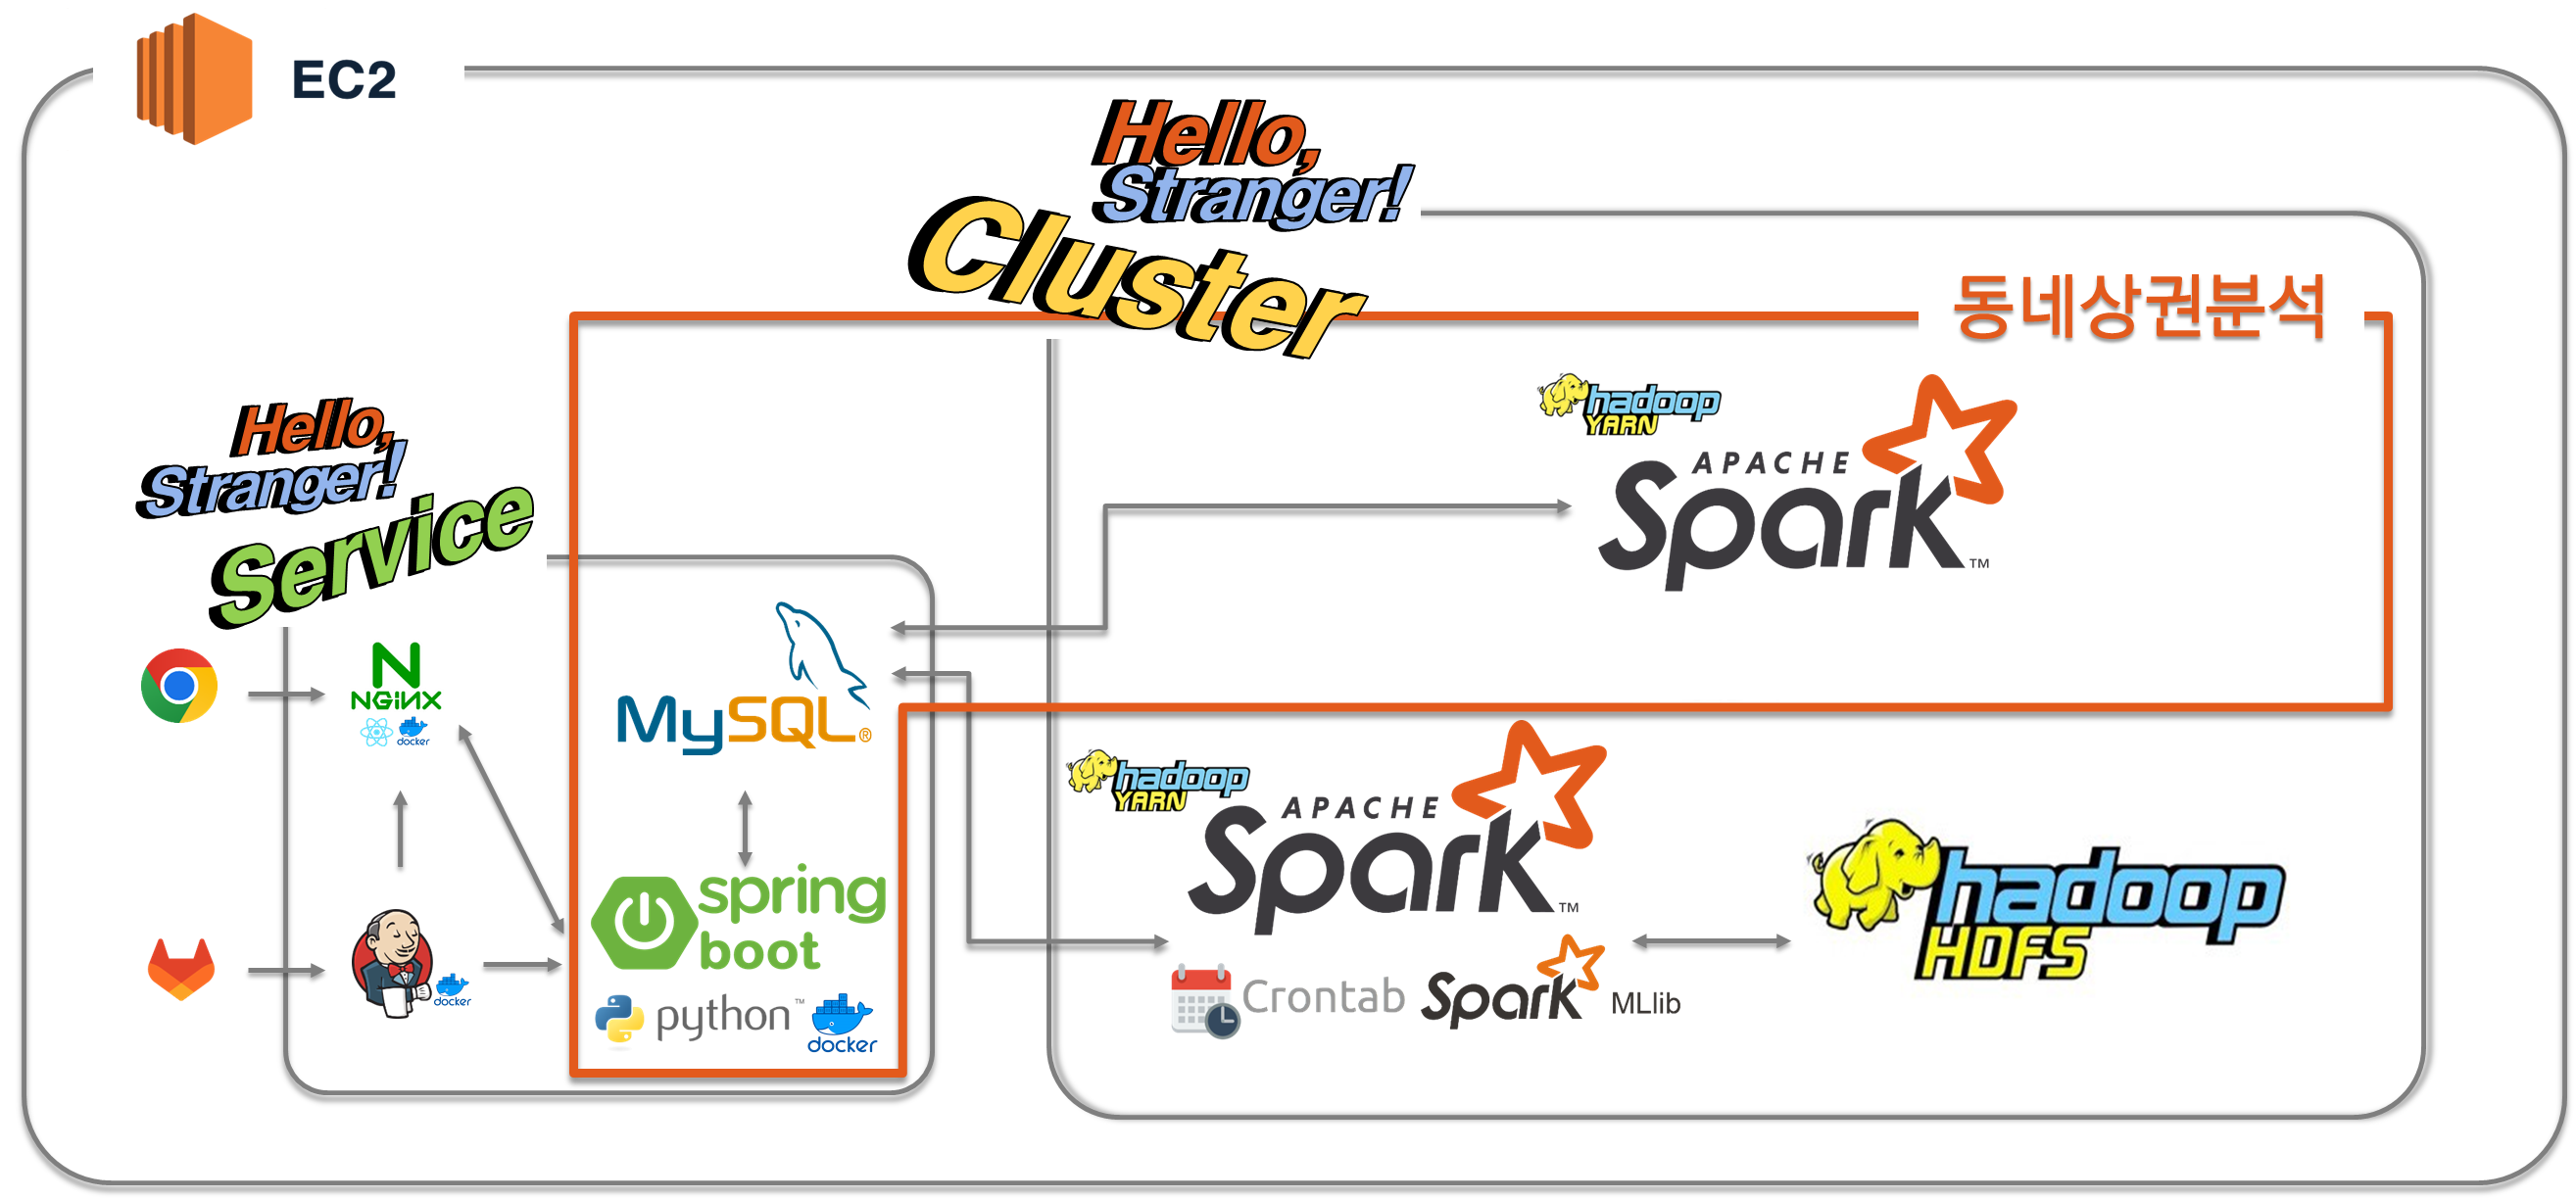 EC2
Hello,
Stranger!
Cluster
동네상권분석
hadoop
YARN
APACHE
Spark™
Hello,
Stranger!
Service
NGiNX
docker
MySQL®
hadoop
YARN
APACHE
Spark™
hadoop
HDFS
spring
boot
docker
python™
docker
Crontab
Spark
MLlib